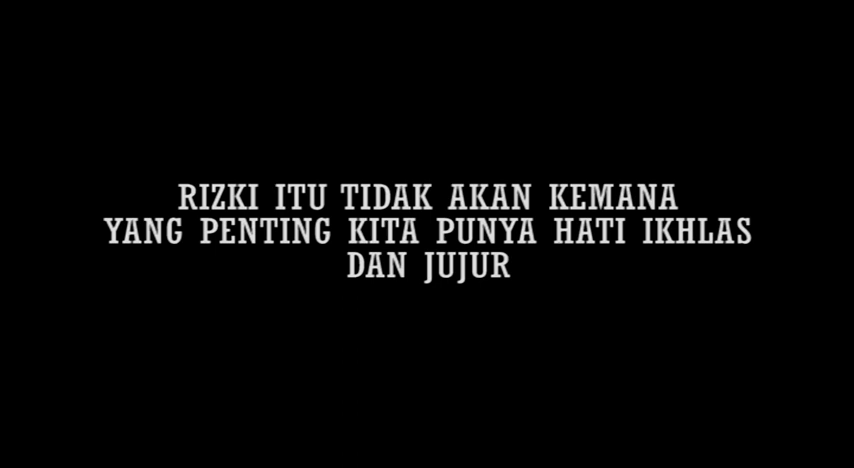 RIZKI ITU TIDAK AKAN KEMANA
YANG PENTING KITA PUNYA HATI IKHLAS
DAN JUJUR